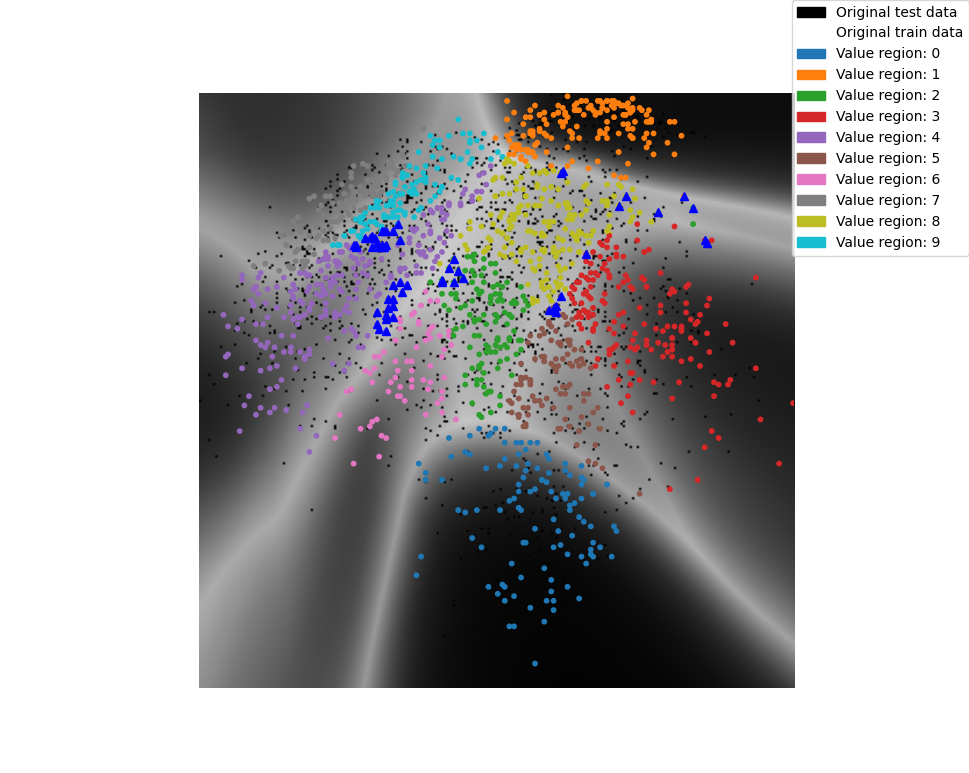 Original test data
Original train data
Value region: 0
Value region: 1
Value region: 2
Value region: 3
Value region: 4
Value region: 5
Value region: 6
Value region: 7
Value region: 8
Value region: 9